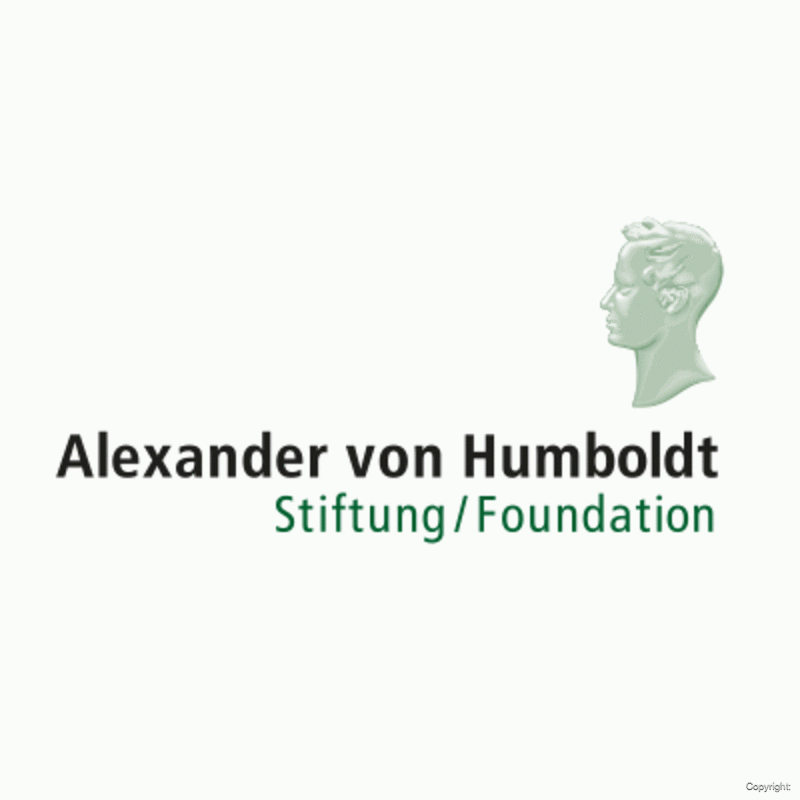 Alexander von Humboldt
Stiftung/Foundation
Copyright: